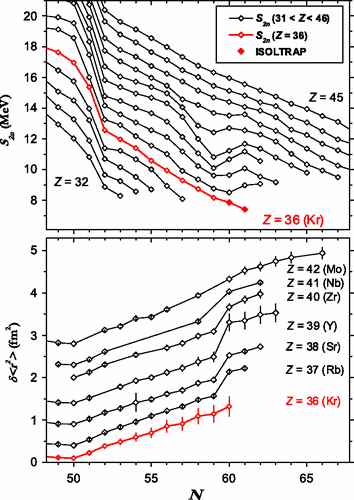 20
18
16
14
12
10
8
S2n (MeV)
S2n (31 < Z < 46)
S2n (Z = 36)
ISOLTRAP
Z = 45
Z = 32
Z = 36 (Kr)
5
4
3
2
1
0
δ<r²> (fm²)
Z = 42 (Mo)
Z = 41 (Nb)
Z = 40 (Zr)
Z = 39 (Y)
Z = 38 (Sr)
Z = 37 (Rb)
Z = 36 (Kr)
50 55 60 65
N